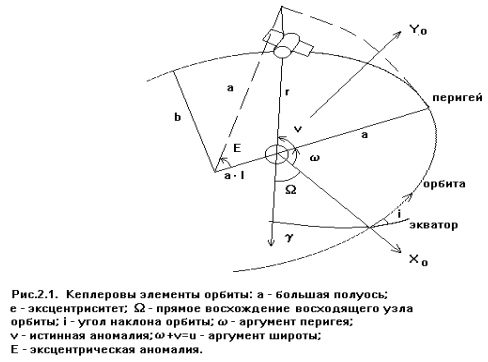 Y₀
a
r
перигей
b
v
a
E
ω
a·l
Ω
орбита
i
экватор
γ
X₀
Рис.2.1. Кеплеровы элементы орбиты: а - большая полуось;
е - эксцентриситет; Ω - прямое восхождение восходящего узла
орбиты; i - угол наклона орбиты; ω - аргумент перигея;
v - истинная аномалия; ω+v=u - аргумент широты;
Е - эксцентрическая аномалия.